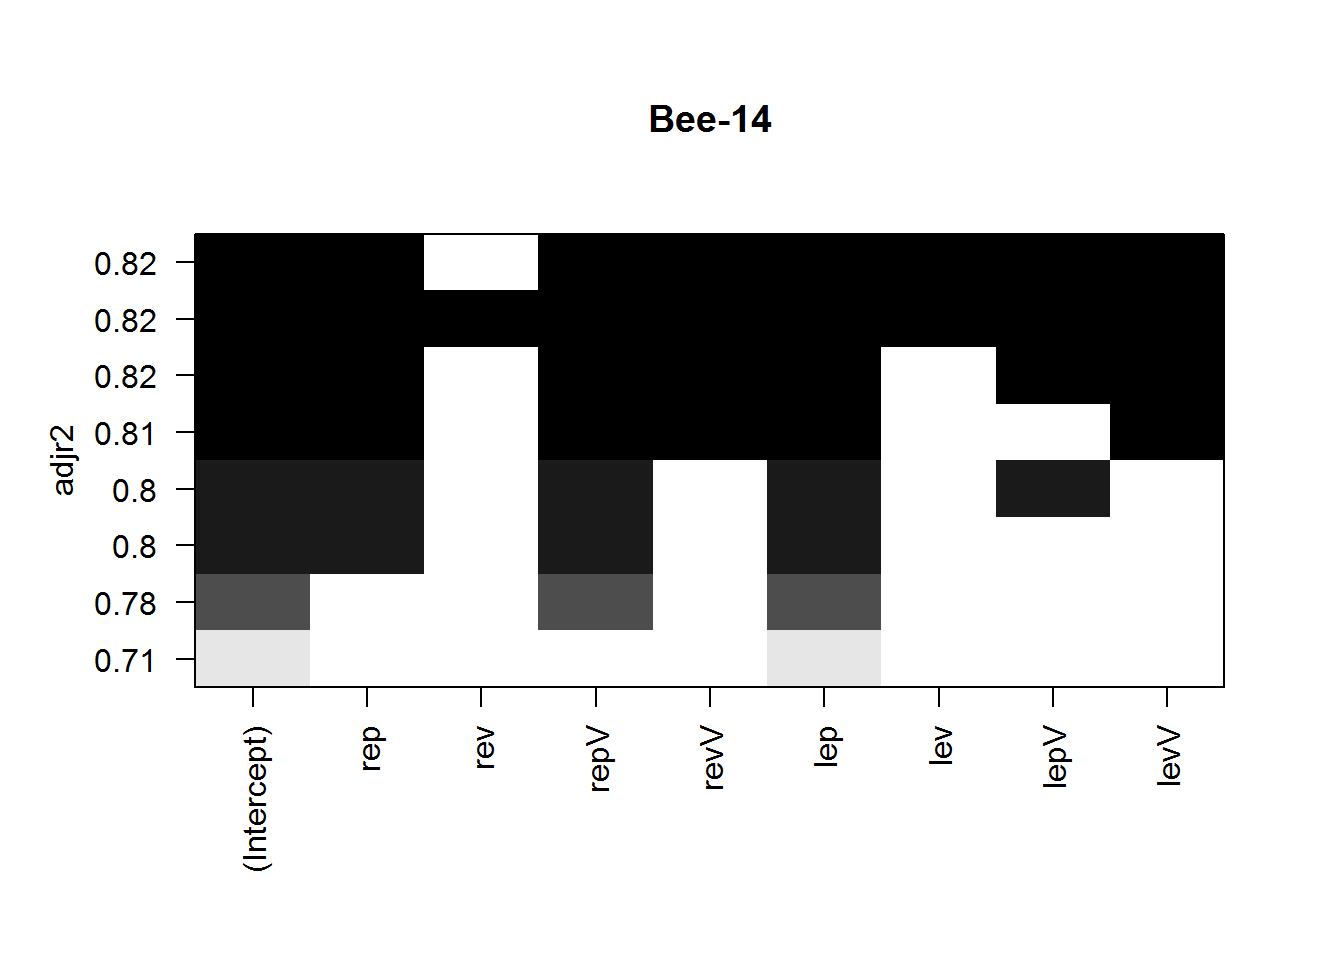 Bee-14
adjr2
0.82
0.82
0.82
0.81
0.8
0.8
0.78
0.71
(Intercept)
rep
rev
repV
revV
lep
lev
lepV
levV